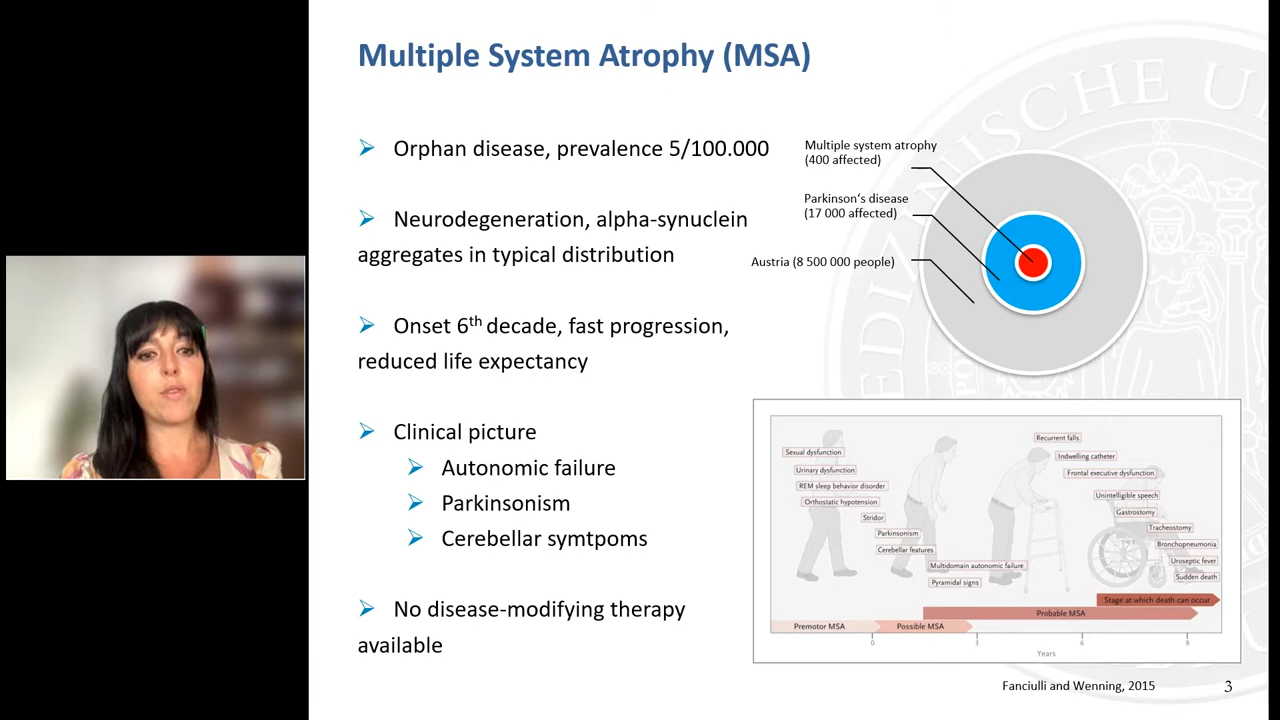 Multiple System Atrophy (MSA)
Orphan disease, prevalence 5/100.000
Neurodegeneration, alpha-synuclein
aggregates in typical distribution
Onset 6th decade, fast progression,
reduced life expectancy
Clinical picture
Autonomic failure
Parkinsonism
Cerebellar symtpoms
No disease-modifying therapy
available
Multiple system atrophy
(400 affected)
Parkinson‘s disease
(17 000 affected)
Austria (8 500 000 people)
Sexual dysfunction
Urinary dysfunction
REM sleep behavior disorder
Orthostatic hypotension
Stridor
Parkinsonism
Cerebellar features
Multidomain autonomic failure
Pyramidal signs
Recurrent falls
Indwelling catheter
Frontal executive dysfunction
Unintelligible speech
Gastrostomy
Tracheostomy
Bronchopneumonia
Uroseptic fever
Sudden death
Stage at which death can occur
Probable MSA
Premotor MSA
Possible MSA
0 3 6 9
Years
Fanciulli and Wenning, 2015
3